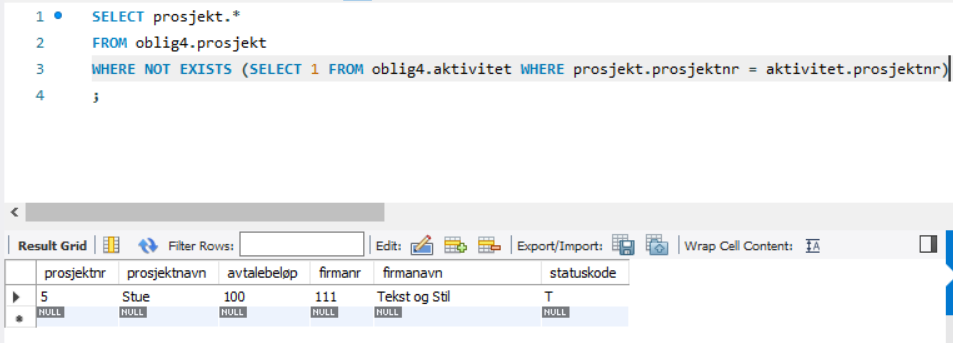 1 SELECT prosjekt.*
2 FROM oblig4.prosjekt
3 WHERE NOT EXISTS (SELECT 1 FROM oblig4.aktivitet WHERE prosjekt.prosjektnr = aktivitet.prosjektnr)
4 ;
Result Grid Filter Rows: Edit: Export/Import: Wrap Cell Content: IA
prosjektnr prosjektnavn avtalebeløp firmanr firmanavn statuskode
5 Stue 100 111 Tekst og Stil T
NULL NULL NULL NULL NULL NULL